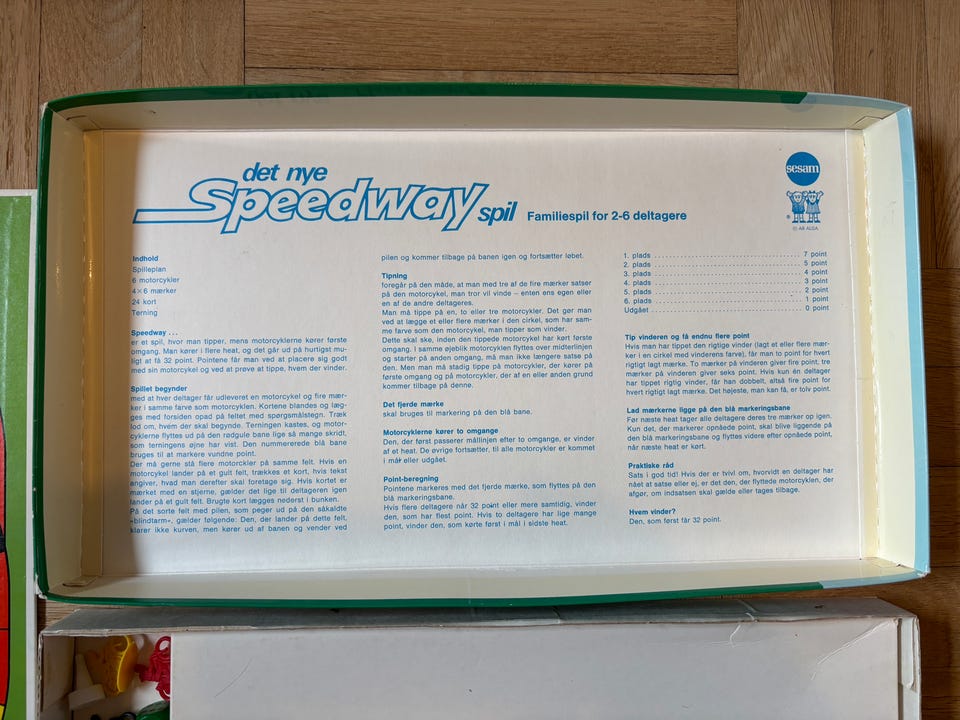 det nye
Speedway spil
Familiespil for 2-6 deltagere
sesam
® 
© AB ALGA
Indhold
Spilleplan
6 motorcykler
4×6 mærker
24 kort
Terning
Speedway . . .
er et spil, hvor man tipper, mens motorcyklerne kører første
omgang. Man kører i flere heat, og det går ud på hurtigst mu-
ligt at få 32 point. Pointene får man ved at placere sig godt
med sin motorcykel og ved at prøve at tippe, hvem der vinder.
Spillet begynder
med at hver deltager får udleveret en motorcykel og fire mær-
ker i samme farve som motorcyklen. Kortene blandes og læg-
ges med forsiden opad på feltet med spørgsmålstegn. Træk
lod om, hvem der skal begynde. Terningen kastes, og motor-
cyklerne flyttes ud på den rødgule bane lige så mange skridt,
som terningens øjne har vist. Den nummererede blå bane
bruges til at markere vundne point.
Der må gerne stå flere motorcykler på samme felt. Hvis en
motorcykel lander på et gult felt, trækkes et kort, hvis tekst
angiver, hvad man derefter skal foretage sig. Hvis kortet er
mærket med en stjerne, gælder det lige til deltageren igen
lander på et gult felt. Brugte kort lægges nederst i bunken.
På det sorte felt med pilen, som peger ud på den såkaldte
»blindtarm«, gælder følgende: Den, der lander på dette felt,
klarer ikke kurven, men kører ud af banen og vender ved
pilen og kommer tilbage på banen igen og fortsætter løbet.
Tipning
foregår på den måde, at man med tre af de fire mærker satser
på den motorcykel, man tror vil vinde – enten ens egen eller
en af de andre deltageres.
Man må tippe på en, to eller tre motorcykler. Det gør man
ved at lægge et eller flere mærker i den cirkel, som har sam-
me farve som den motorcykel, man tipper som vinder.
Dette skal ske, inden den tippede motorcykel har kørt første
omgang. I samme øjeblik motorcyklen flyttes over midterlinjen
og starter på anden omgang, må man ikke længere satse på
den. Men man må stadig tippe på motorcykler, der kører på
første omgang og på motorcykler, der af en eller anden grund
kommer tilbage på denne.
Det fjerde mærke
skal bruges til markering på den blå bane.
Motorcyklerne kører to omgange
Den, der først passerer mållinjen efter to omgange, er vinder
af et heat. De øvrige fortsætter, til alle motorcykler er kommet
i mål eller udgået.
Point-beregning
Pointene markeres med det fjerde mærke, som flyttes på den
blå markeringsbane.
Hvis flere deltagere når 32 point eller mere samtidig, vinder
den, som har flest point. Hvis to deltagere har lige mange
point, vinder den, som kørte først i mål i sidste heat.
1. plads . . . . . . . . . . . . . . . . . . . . . . . . . . . . . . 7 point
2. plads . . . . . . . . . . . . . . . . . . . . . . . . . . . . . . 5 point
3. plads . . . . . . . . . . . . . . . . . . . . . . . . . . . . . . 4 point
4. plads . . . . . . . . . . . . . . . . . . . . . . . . . . . . . . 3 point
5. plads . . . . . . . . . . . . . . . . . . . . . . . . . . . . . . 2 point
6. plads . . . . . . . . . . . . . . . . . . . . . . . . . . . . . . 1 point
Udgået . . . . . . . . . . . . . . . . . . . . . . . . . . . . . . 0 point
Tip vinderen og få endnu flere point
Hvis man har tippet den rigtige vinder (lagt et eller flere mær-
ker i en cirkel med vinderens farve), får man to point for hvert
rigtigt lagt mærke. To mærker på vinderen giver fire point, tre
mærker på vinderen giver seks point. Hvis kun én deltager
har tippet rigtig vinder, får han dobbelt, altså fire point for
hvert rigtigt lagt mærke. Det højeste, man kan få, er tolv point.
Lad mærkerne ligge på den blå markeringsbane
Før næste heat tager alle deltagere deres tre mærker op igen.
Kun det, der markerer opnåede point, skal blive liggende på
den blå markeringsbane og flyttes videre efter opnåede point,
når næste heat er kørt.
Praktiske råd
Sats i god tid! Hvis der er tvivl om, hvorvidt en deltager har
nået at satse eller ej, er det den, der flyttede motorcyklen, der
afgør, om indsatsen skal gælde eller tages tilbage.
Hvem vinder?
Den, som først får 32 point.